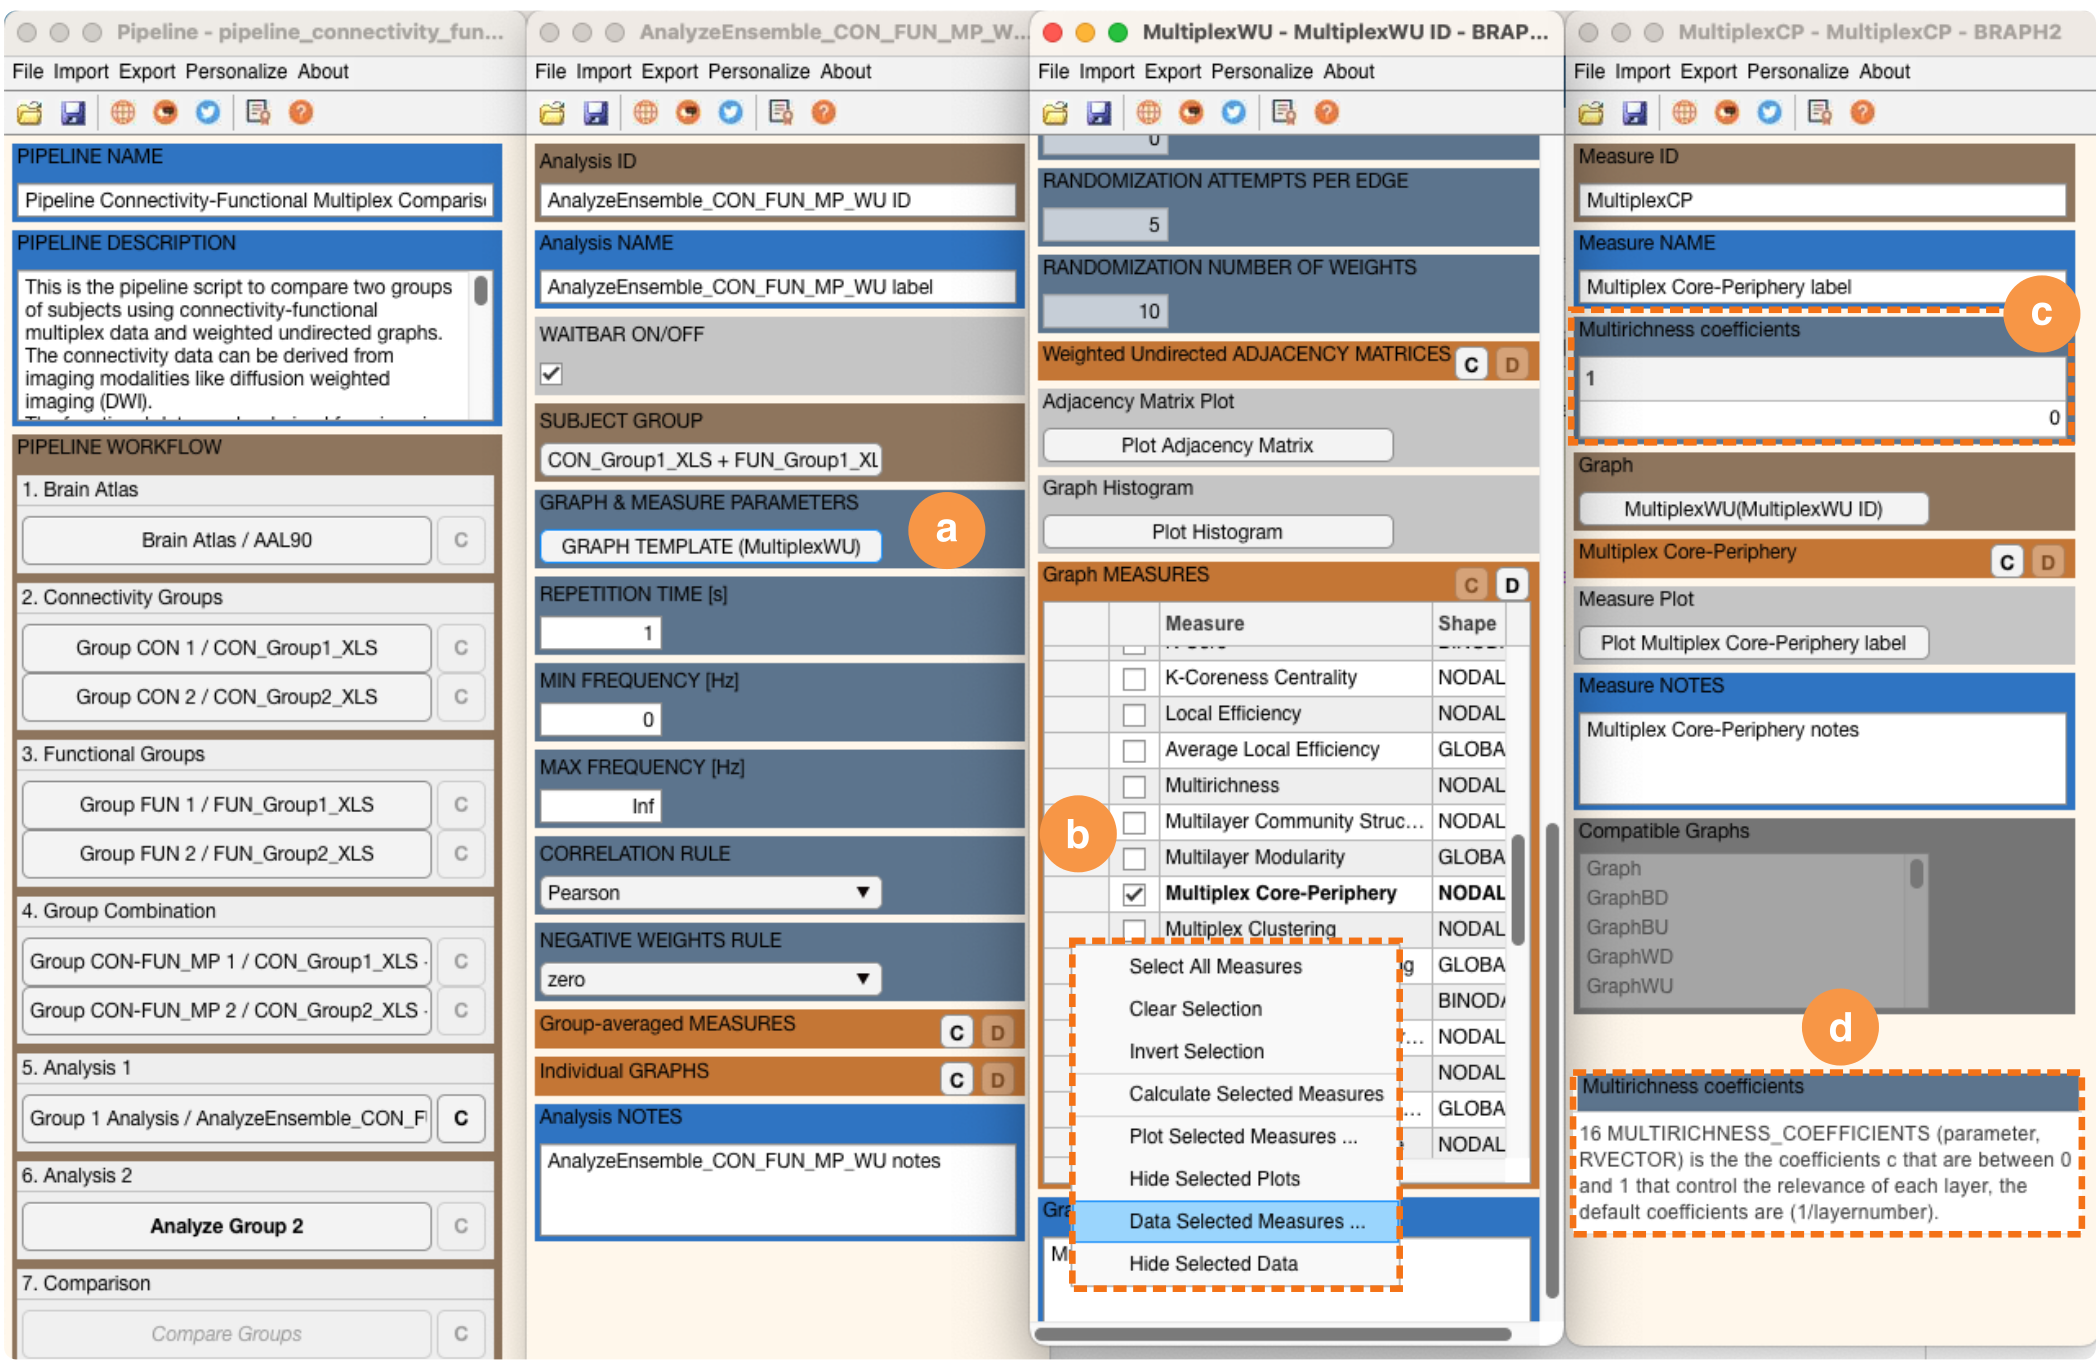 Pipeline - pipeline_connectivity_fun...
File Import Export Personalize About
PIPELINE NAME
Pipeline Connectivity-Functional Multiplex Comparis
PIPELINE DESCRIPTION
This is the pipeline script to compare two groups
of subjects using connectivity-functional
multiplex data and weighted undirected graphs.
The connectivity data can be derived from
imaging modalities like diffusion weighted
imaging (DWI).
PIPELINE WORKFLOW
1. Brain Atlas
Brain Atlas / AAL90 C
2. Connectivity Groups
Group CON 1 / CON_Group1_XLS C
Group CON 2 / CON_Group2_XLS C
3. Functional Groups
Group FUN 1 / FUN_Group1_XLS C
Group FUN 2 / FUN_Group2_XLS C
4. Group Combination
Group CON-FUN_MP 1 / CON_Group1_XLS - C
Group CON-FUN_MP 2 / CON_Group2_XLS - C
5. Analysis 1
Group 1 Analysis / AnalyzeEnsemble_CON_F C
6. Analysis 2
Analyze Group 2 C
7. Comparison
Compare Groups C
AnalyzeEnsemble_CON_FUN_MP_W...
File Import Export Personalize About
Analysis ID
AnalyzeEnsemble_CON_FUN_MP_WU ID
Analysis NAME
AnalyzeEnsemble_CON_FUN_MP_WU label
WAITBAR ON/OFF
SUBJECT GROUP
CON_Group1_XLS + FUN_Group1_XL
GRAPH & MEASURE PARAMETERS
GRAPH TEMPLATE (MultiplexWU)
a
REPETITION TIME [s]
1
MIN FREQUENCY [Hz]
0
MAX FREQUENCY [Hz]
Inf
CORRELATION RULE
Pearson
NEGATIVE WEIGHTS RULE
zero
Group-averaged MEASURES C D
Individual GRAPHS C D
Analysis NOTES
AnalyzeEnsemble_CON_FUN_MP_WU notes
MultiplexWU - MultiplexWU ID - BRAP...
File Import Export Personalize About
0
RANDOMIZATION ATTEMPTS PER EDGE
5
RANDOMIZATION NUMBER OF WEIGHTS
10
Weighted Undirected ADJACENCY MATRICES C D
Adjacency Matrix Plot
Plot Adjacency Matrix
Graph Histogram
Plot Histogram
Graph MEASURES C D
Measure Shape
K-Coreness Centrality NODAL
Local Efficiency NODAL
Average Local Efficiency GLOBA
Multirichness NODAL
Multilayer Community Struc... NODAL
b
Multilayer Modularity GLOBA
Multiplex Core-Periphery NODAL
Multiplex Clustering NODAL
g GLOBA
BINODA
... NODAL
NODAL
... GLOBA
NODAL
Select All Measures
Clear Selection
Invert Selection
Calculate Selected Measures
Plot Selected Measures ...
Hide Selected Plots
Data Selected Measures ...
Hide Selected Data
Gra
M
MultiplexCP - MultiplexCP - BRAPH2
File Import Export Personalize About
Measure ID
MultiplexCP
Measure NAME
Multiplex Core-Periphery label
c
Multirichness coefficients
1
0
Graph
MultiplexWU(MultiplexWU ID)
Multiplex Core-Periphery C D
Measure Plot
Plot Multiplex Core-Periphery label
Measure NOTES
Multiplex Core-Periphery notes
Compatible Graphs
Graph
GraphBD
GraphBU
GraphWD
GraphWU
d
Multirichness coefficients
16 MULTIRICHNESS_COEFFICIENTS (parameter,
RVECTOR) is the the coefficients c that are between 0
and 1 that control the relevance of each layer, the
default coefficients are (1/layernumber).